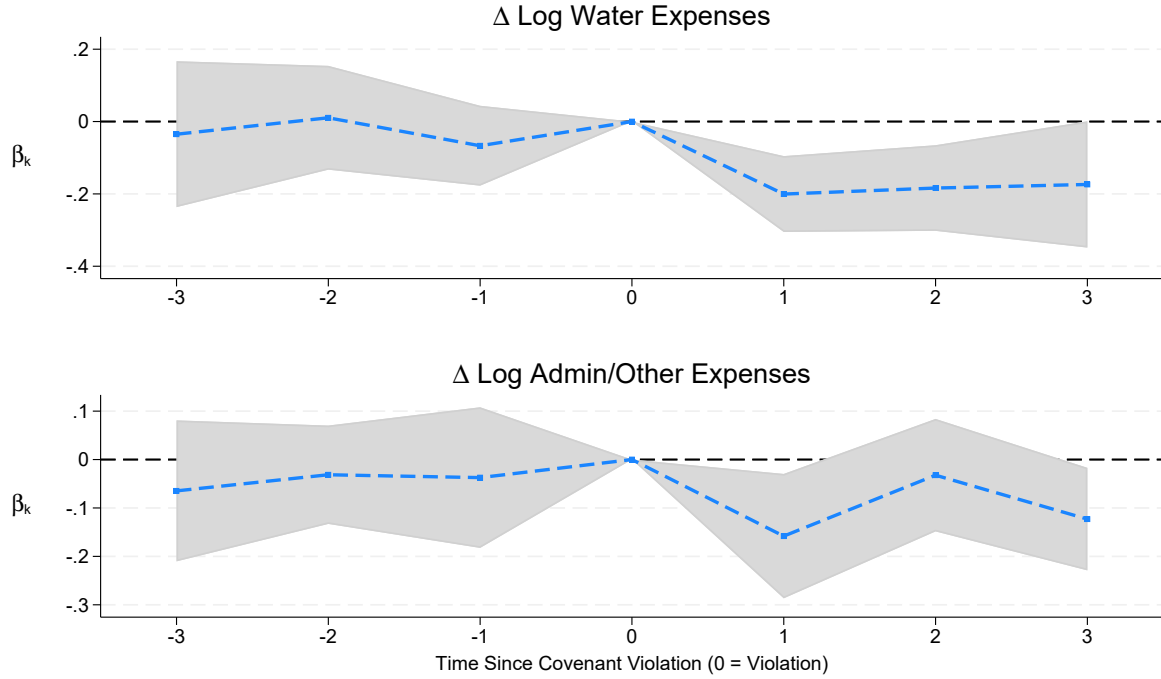 Δ Log Water Expenses
.2
0
-.2
-.4
βk
-3 -2 -1 0 1 2 3
Δ Log Admin/Other Expenses
.1
0
-.1
-.2
-.3
βk
-3 -2 -1 0 1 2 3
Time Since Covenant Violation (0 = Violation)